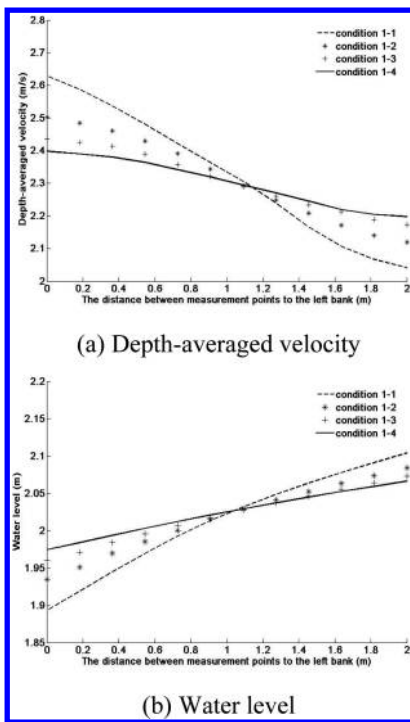 2.8
2.7
2.6
2.5
2.4
2.3
2.2
2.1
2
Depth-averaged velocity (m/s)
condition 1-1
condition 1-2
condition 1-3
condition 1-4
0 0.2 0.4 0.6 0.8 1 1.2 1.4 1.6 1.8 2
The distance between measurement points to the left bank (m)
(a) Depth-averaged velocity
2.2
2.15
2.1
2.05
2
1.95
1.9
1.85
Water level (m)
condition 1-1
condition 1-2
condition 1-3
condition 1-4
0 0.2 0.4 0.6 0.8 1 1.2 1.4 1.6 1.8 2
The distance between measurement points to the left bank (m)
(b) Water level